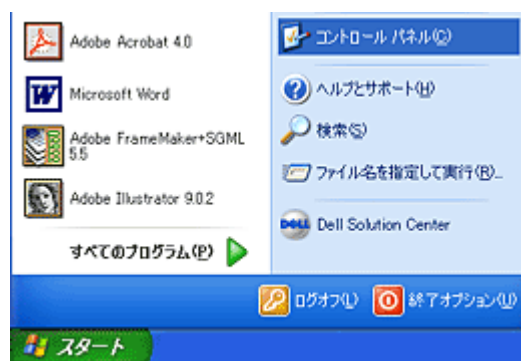 Adobe Acrobat 4.0
Microsoft Word
Adobe FrameMaker+SGML
5.5
Adobe Illustrator 9.0.2
すべてのプログラム(P)
コントロール パネル(C)
ヘルプとサポート(H)
検索(S)
ファイル名を指定して実行(R)...
DELL
Dell Solution Center
ログオフ(L)
終了オプション(U)
スタート